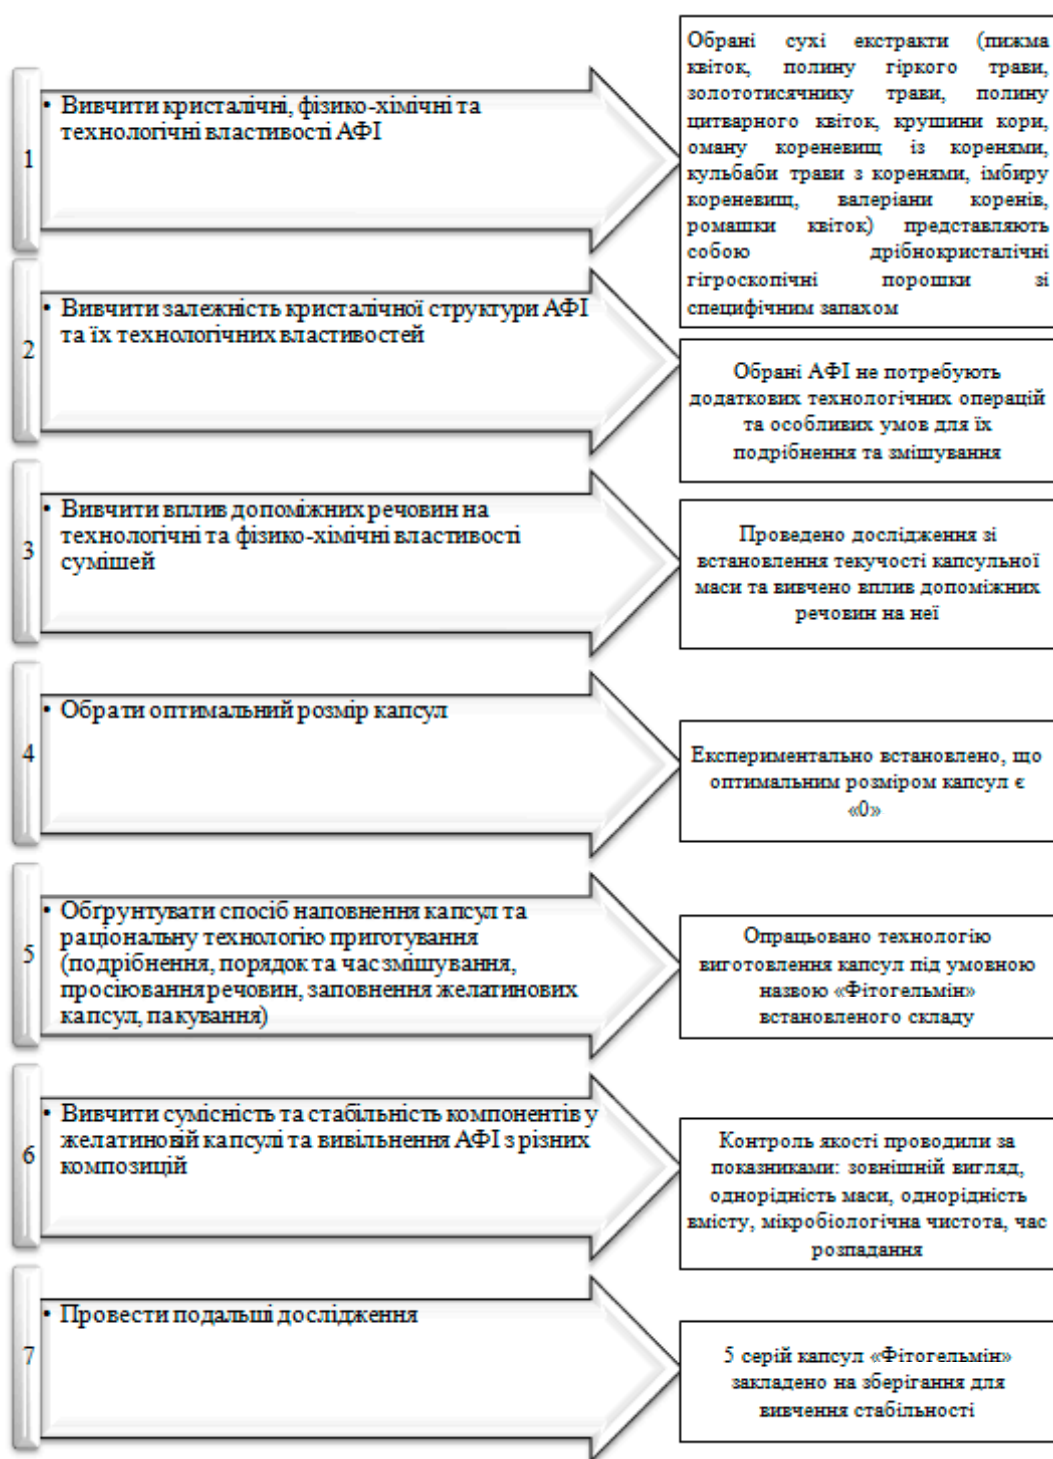 1
• Вивчити кристалічні, фізико-хімічні та
технологічні властивості АФІ
Обрані сухі екстракти (пижма
квіток, полину гіркого трави,
золототисячнику трави, полину
цитварного квіток, крушини кори,
оману кореневищ із коренями,
кульбаби трави з коренями, імбиру
кореневищ, валеріани коренів,
ромашки квіток) представляють
собою дрібнокристалічні
гігроскопічні порошки зі
специфічним запахом
2
• Вивчити залежність кристалічної структури АФІ
та їх технологічних властивостей
Обрані АФІ не потребують
додаткових технологічних операцій
та особливих умов для їх
подрібнення та змішування
3
• Вивчити вплив допоміжних речовин на
технологічні та фізико-хімічні властивості
сумішей
Проведено дослідження зі
встановлення текучості капсульної
маси та вивчено вплив допоміжних
речовин на неї
4
• Обрати оптимальний розмір капсул
Експериментально встановлено, що
оптимальним розміром капсул є
«0»
5
• Обґрунтувати спосіб наповнення капсул та
раціональну технологію приготування
(подрібнення, порядок та час змішування,
просіювання речовин, заповнення желатинових
капсул, пакування)
Опрацьовано технологію
виготовлення капсул під умовною
назвою «Фітогельмін»
встановленого складу
6
• Вивчити сумісність та стабільність компонентів у
желатиновій капсулі та вивільнення АФІ з різних
композицій
Контроль якості проводили за
показниками: зовнішній вигляд,
однорідність маси, однорідність
вмісту, мікробіологічна чистота, час
розпадання
7
• Провести подальші дослідження
5 серій капсул «Фітогельмін»
закладено на зберігання для
вивчення стабільності